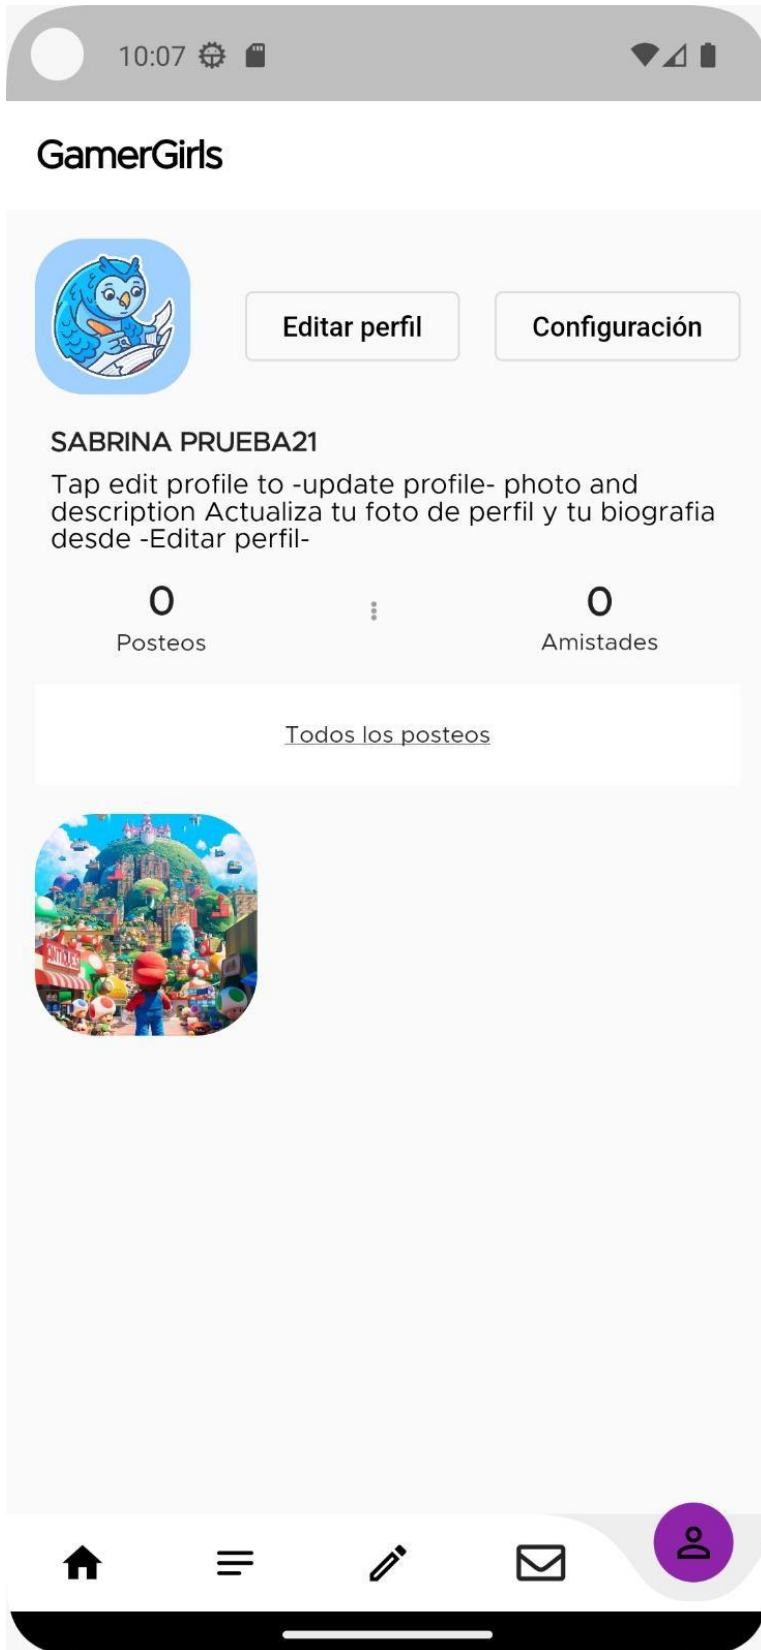 10:07
GamerGirls
Editar perfil
Configuración
SABRINA PRUEBA21
Tap edit profile to -update profile- photo and
description Actualiza tu foto de perfil y tu biografia
desde -Editar perfil-
0
Posteos
0
Amistades
Todos los posteos